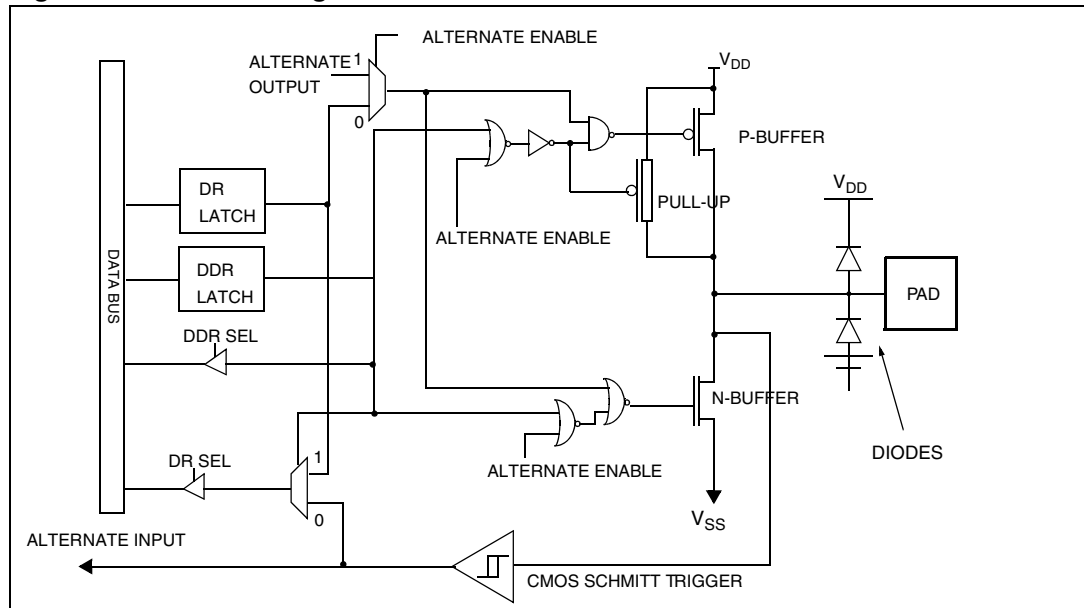 ALTERNATE ENABLE
ALTERNATE 1
OUTPUT
0
VDD
P-BUFFER
PULL-UP
ALTERNATE ENABLE
VDD
DR
LATCH
DDR
LATCH
DATA BUS
PAD
DDR SEL
N-BUFFER
DIODES
DR SEL
1
0
ALTERNATE ENABLE
VSS
ALTERNATE INPUT
CMOS SCHMITT TRIGGER